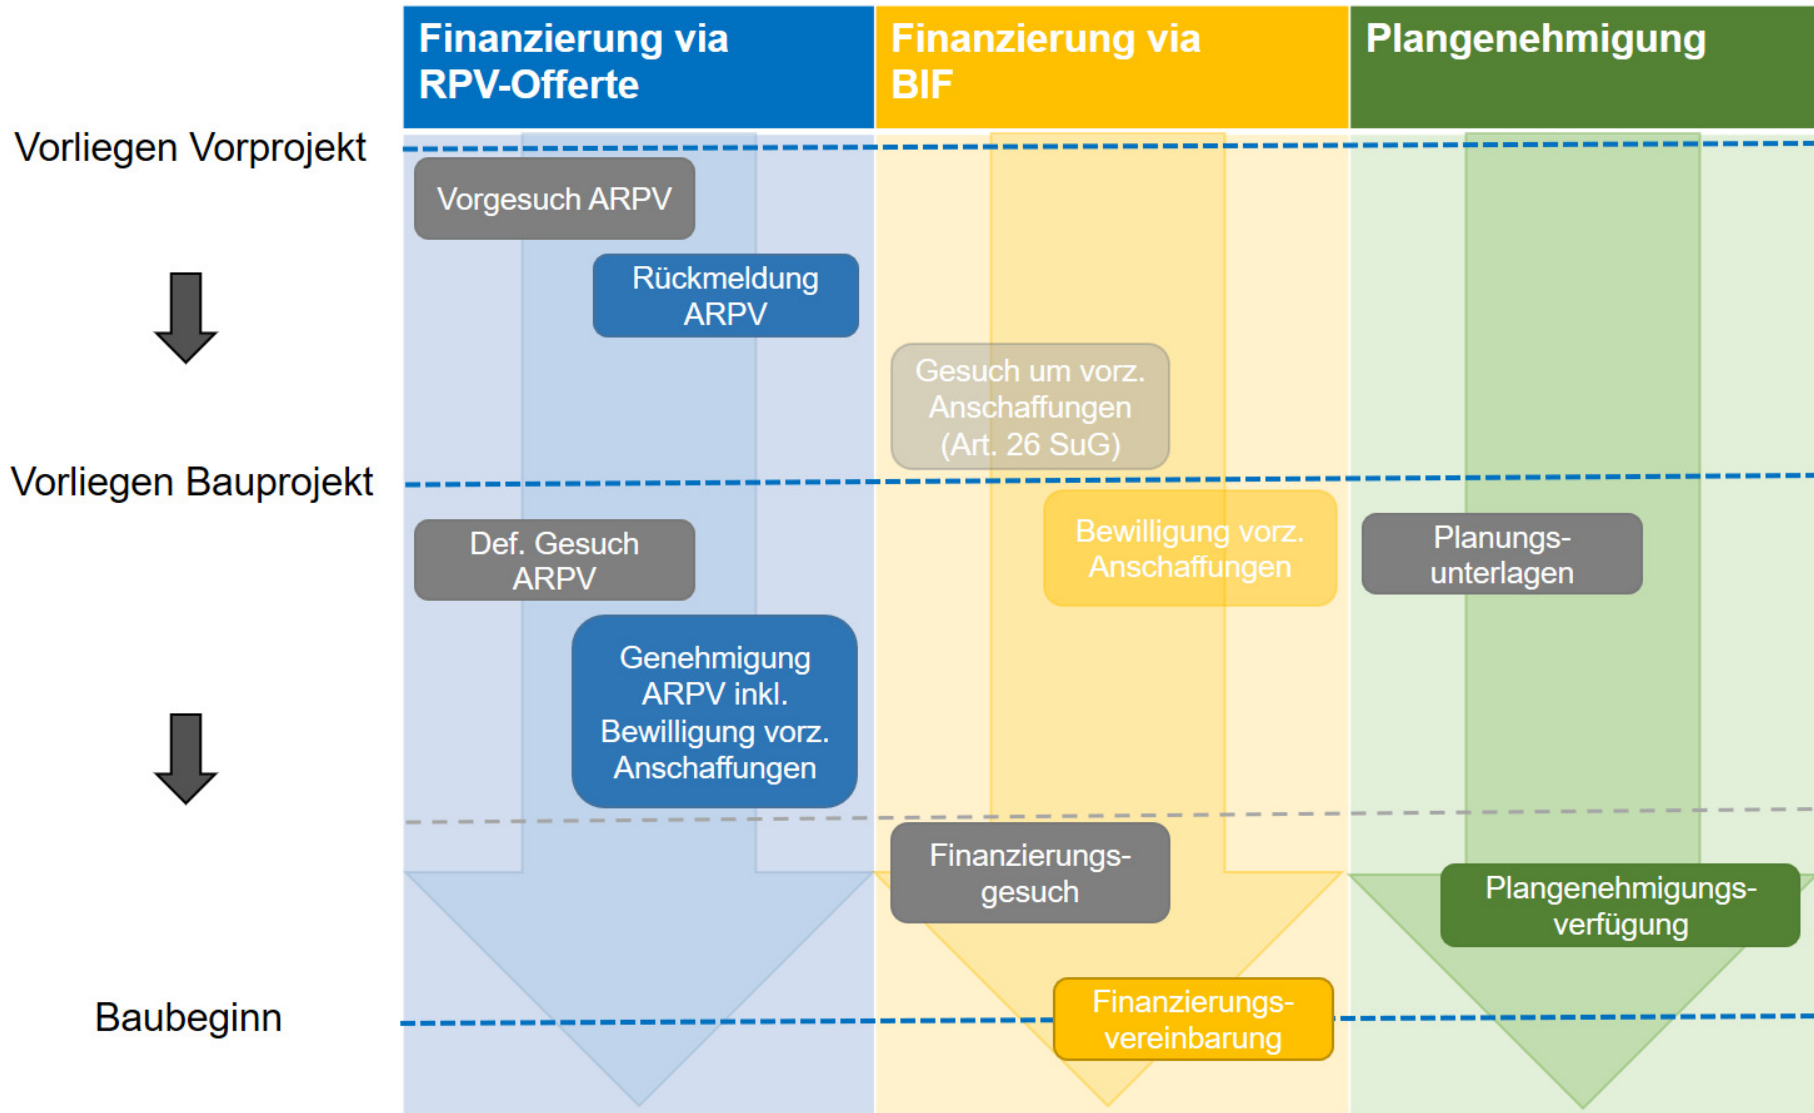 Finanzierung via
RPV-Offerte
Finanzierung via
BIF
Plangenehmigung
Vorliegen Vorprojekt
Vorgesuch ARPV
Rückmeldung
ARPV
Gesuch um vorz.
Anschaffungen
(Art. 26 SuG)
Vorliegen Bauprojekt
Def. Gesuch
ARPV
Bewilligung vorz.
Anschaffungen
Planungs-
unterlagen
Genehmigung
ARPV inkl.
Bewilligung vorz.
Anschaffungen
Finanzierungs-
gesuch
Plangenehmigungs-
verfügung
Baubeginn
Finanzierungs-
vereinbarung